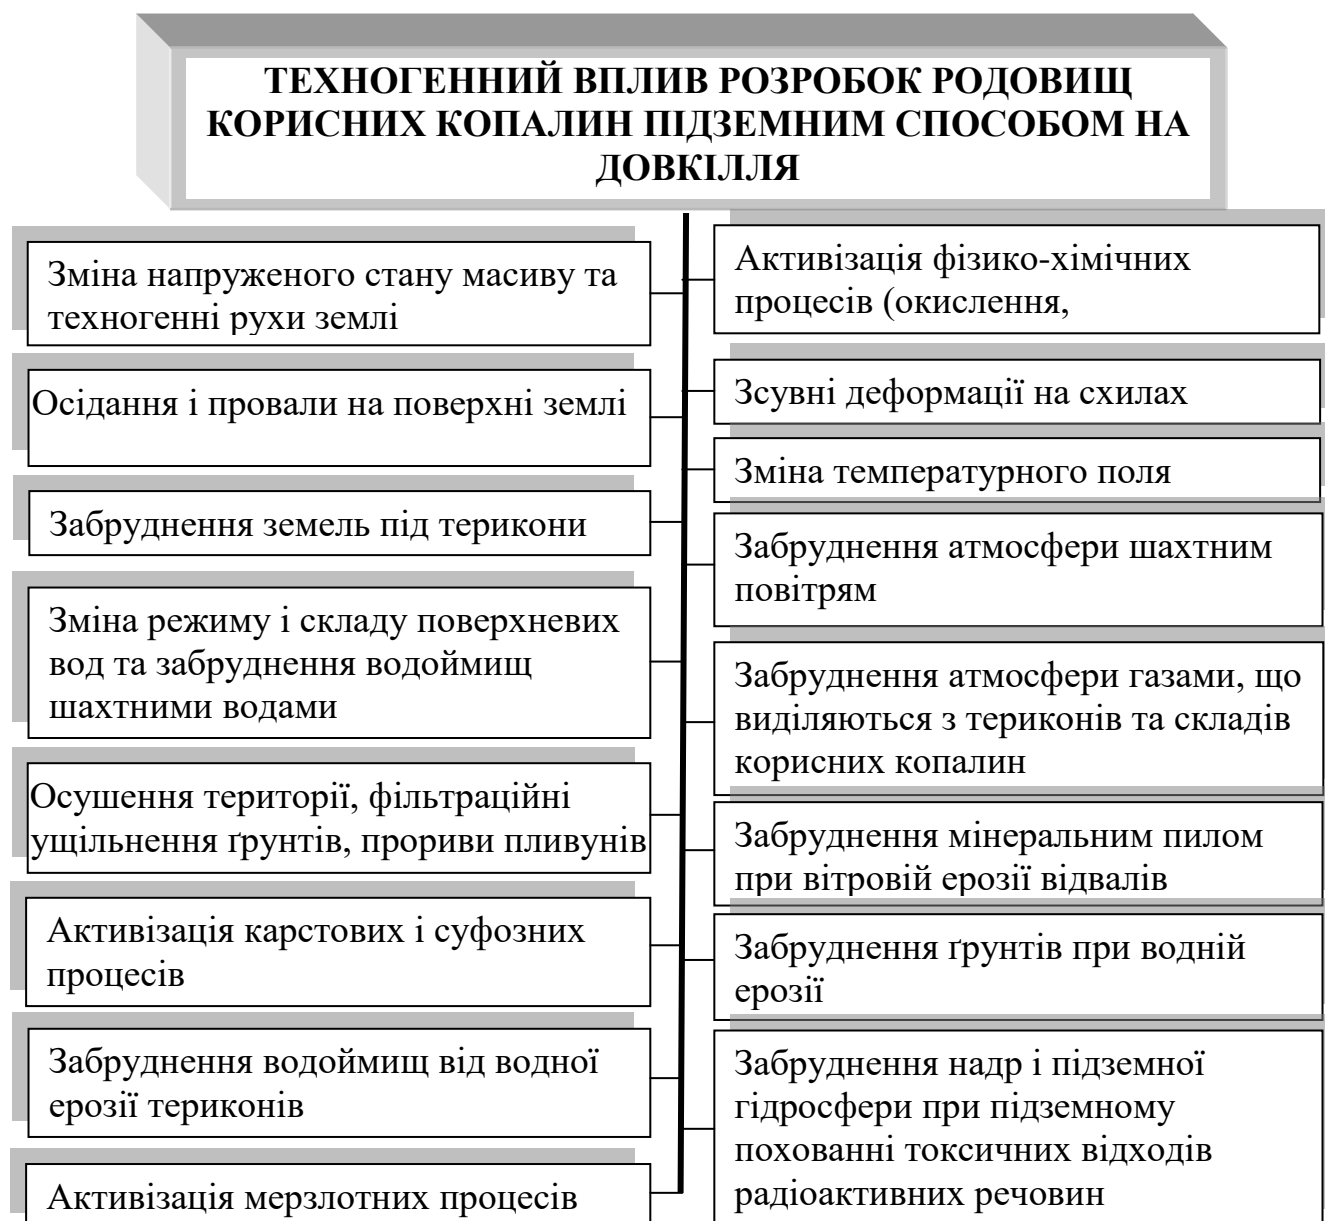 ТЕХНОГЕННИЙ ВПЛИВ РОЗРОБОК РОДОВИЩ
КОРИСНИХ КОПАЛИН ПІДЗЕМНИМ СПОСОБОМ НА
ДОВКІЛЛЯ
Зміна напруженого стану масиву та
техногенні рухи землі
Осідання і провали на поверхні землі
Забруднення земель під терикони
Зміна режиму і складу поверхневих
вод та забруднення водоймищ
шахтними водами
Осушення території, фільтраційні
ущільнення ґрунтів, прориви пливунів
Активізація карстових і суфозних
процесів
Забруднення водоймищ від водної
ерозії териконів
Активізація мерзлотних процесів
Активізація фізико-хімічних
процесів (окислення,
Зсувні деформації на схилах
Зміна температурного поля
Забруднення атмосфери шахтним
повітрям
Забруднення атмосфери газами, що
виділяються з териконів та складів
корисних копалин
Забруднення мінеральним пилом
при вітровій ерозії відвалів
Забруднення ґрунтів при водній
ерозії
Забруднення надр і підземної
гідросфери при підземному
похованні токсичних відходів
радіоактивних речовин